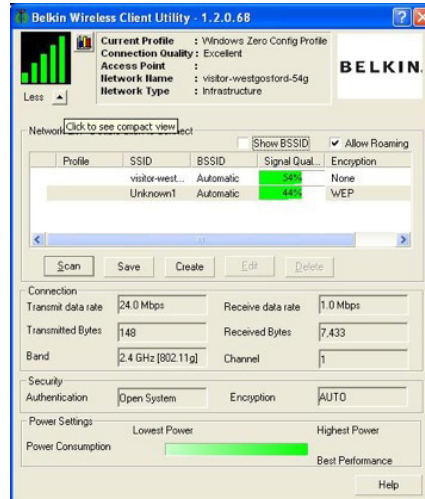 Belkin Wireless Client Utility - 1.2.0.68
Current Profile : Windows Zero Config Profile
Connection Quality : Excellent
Access Point :
Network Name : visitor-westgosford-54g
Network Type : Infrastructure
BELKIN.
Less
Click to see compact view
Show BSSID Allow Roaming
Profile SSID BSSID Signal Qual... Encryption
visitor-west... Automatic 54% None
Unknown1 Automatic 44% WEP
Scan Save Create Edit Delete
Connection
Transmit data rate 24.0 Mbps Receive data rate 1.0 Mbps
Transmitted Bytes 148 Received Bytes 7,433
Band 2.4 GHz [802.11g] Channel 1
Security
Authentication Open System Encryption AUTO
Power Settings
Lowest Power Highest Power
Power Consumption
Best Performance
Help